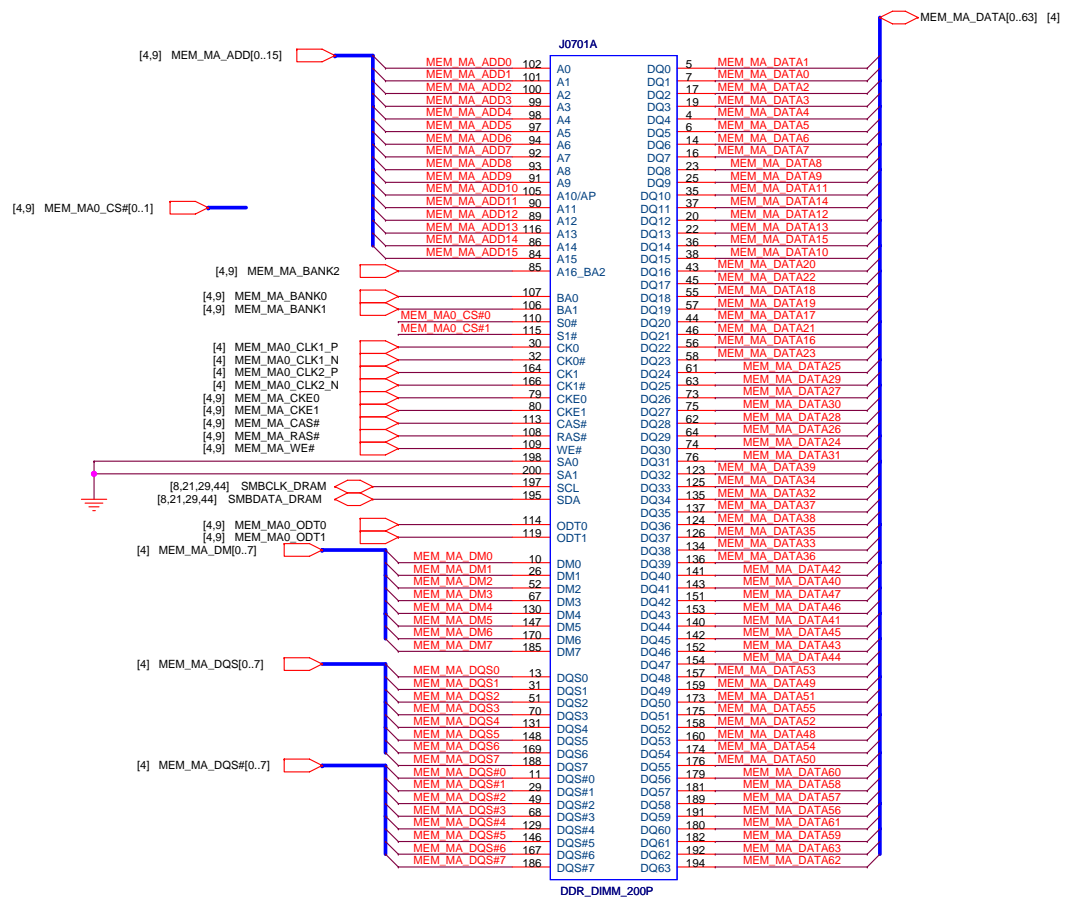 MEM_MA_DATA[0..63] [4]
J0701A
[4,9] MEM_MA_ADD[0..15]
MEM_MA_ADD0 102 A0 DQ0 5 MEM_MA_DATA1
MEM_MA_ADD1 101 A1 DQ1 7 MEM_MA_DATA0
MEM_MA_ADD2 100 A2 DQ2 17 MEM_MA_DATA2
MEM_MA_ADD3 99 A3 DQ3 19 MEM_MA_DATA3
MEM_MA_ADD4 98 A4 DQ4 4 MEM_MA_DATA4
MEM_MA_ADD5 97 A5 DQ5 6 MEM_MA_DATA5
MEM_MA_ADD6 94 A6 DQ6 14 MEM_MA_DATA6
MEM_MA_ADD7 92 A7 DQ7 16 MEM_MA_DATA7
MEM_MA_ADD8 93 A8 DQ8 23 MEM_MA_DATA8
MEM_MA_ADD9 91 A9 DQ9 25 MEM_MA_DATA9
MEM_MA_ADD10 105 A10/AP DQ10 35 MEM_MA_DATA11
[4,9] MEM_MA0_CS#[0..1] MEM_MA_ADD11 90 A11 DQ11 37 MEM_MA_DATA14
MEM_MA_ADD12 89 A12 DQ12 20 MEM_MA_DATA12
MEM_MA_ADD13 116 A13 DQ13 22 MEM_MA_DATA13
MEM_MA_ADD14 86 A14 DQ14 36 MEM_MA_DATA15
MEM_MA_ADD15 84 A15 DQ15 38 MEM_MA_DATA10
[4,9] MEM_MA_BANK2 85 A16_BA2 DQ16 43 MEM_MA_DATA20
DQ17 45 MEM_MA_DATA22
[4,9] MEM_MA_BANK0 107 BA0 DQ18 55 MEM_MA_DATA18
[4,9] MEM_MA_BANK1 106 BA1 DQ19 57 MEM_MA_DATA19
MEM_MA0_CS#0 110 S0# DQ20 44 MEM_MA_DATA17
MEM_MA0_CS#1 115 S1# DQ21 46 MEM_MA_DATA21
[4] MEM_MA0_CLK1_P 30 CK0 DQ22 56 MEM_MA_DATA16
[4] MEM_MA0_CLK1_N 32 CK0# DQ23 58 MEM_MA_DATA23
[4] MEM_MA0_CLK2_P 164 CK1 DQ24 61 MEM_MA_DATA25
[4] MEM_MA0_CLK2_N 166 CK1# DQ25 63 MEM_MA_DATA29
[4,9] MEM_MA_CKE0 79 CKE0 DQ26 73 MEM_MA_DATA27
[4,9] MEM_MA_CKE1 80 CKE1 DQ27 75 MEM_MA_DATA30
[4,9] MEM_MA_CAS# 113 CAS# DQ28 62 MEM_MA_DATA28
[4,9] MEM_MA_RAS# 108 RAS# DQ29 64 MEM_MA_DATA26
[4,9] MEM_MA_WE# 109 WE# DQ30 74 MEM_MA_DATA24
198 SA0 DQ31 76 MEM_MA_DATA31
200 SA1 DQ32 123 MEM_MA_DATA39
[8,21,29,44] SMBCLK_DRAM 197 SCL DQ33 125 MEM_MA_DATA34
[8,21,29,44] SMBDATA_DRAM 195 SDA DQ34 135 MEM_MA_DATA32
DQ35 137 MEM_MA_DATA37
[4,9] MEM_MA0_ODT0 114 ODT0 DQ36 124 MEM_MA_DATA38
[4,9] MEM_MA0_ODT1 119 ODT1 DQ37 126 MEM_MA_DATA35
[4] MEM_MA_DM[0..7] DQ38 134 MEM_MA_DATA33
MEM_MA_DM0 10 DM0 DQ39 136 MEM_MA_DATA36
MEM_MA_DM1 26 DM1 DQ40 141 MEM_MA_DATA42
MEM_MA_DM2 52 DM2 DQ41 143 MEM_MA_DATA40
MEM_MA_DM3 67 DM3 DQ42 151 MEM_MA_DATA47
MEM_MA_DM4 130 DM4 DQ43 153 MEM_MA_DATA46
MEM_MA_DM5 147 DM5 DQ44 140 MEM_MA_DATA41
MEM_MA_DM6 170 DM6 DQ45 142 MEM_MA_DATA45
MEM_MA_DM7 185 DM7 DQ46 152 MEM_MA_DATA43
[4] MEM_MA_DQS[0..7] DQ47 154 MEM_MA_DATA44
MEM_MA_DQS0 13 DQS0 DQ48 157 MEM_MA_DATA53
MEM_MA_DQS1 31 DQS1 DQ49 159 MEM_MA_DATA49
MEM_MA_DQS2 51 DQS2 DQ50 173 MEM_MA_DATA51
MEM_MA_DQS3 70 DQS3 DQ51 175 MEM_MA_DATA55
MEM_MA_DQS4 131 DQS4 DQ52 158 MEM_MA_DATA52
MEM_MA_DQS5 148 DQS5 DQ53 160 MEM_MA_DATA48
MEM_MA_DQS6 169 DQS6 DQ54 174 MEM_MA_DATA54
MEM_MA_DQS7 188 DQS7 DQ55 176 MEM_MA_DATA50
[4] MEM_MA_DQS#[0..7] MEM_MA_DQS#0 11 DQS#0 DQ56 179 MEM_MA_DATA60
MEM_MA_DQS#1 29 DQS#1 DQ57 181 MEM_MA_DATA58
MEM_MA_DQS#2 49 DQS#2 DQ58 189 MEM_MA_DATA57
MEM_MA_DQS#3 68 DQS#3 DQ59 191 MEM_MA_DATA56
MEM_MA_DQS#4 129 DQS#4 DQ60 180 MEM_MA_DATA61
MEM_MA_DQS#5 146 DQS#5 DQ61 182 MEM_MA_DATA59
MEM_MA_DQS#6 167 DQS#6 DQ62 192 MEM_MA_DATA63
MEM_MA_DQS#7 186 DQS#7 DQ63 194 MEM_MA_DATA62
DDR_DIMM_200P